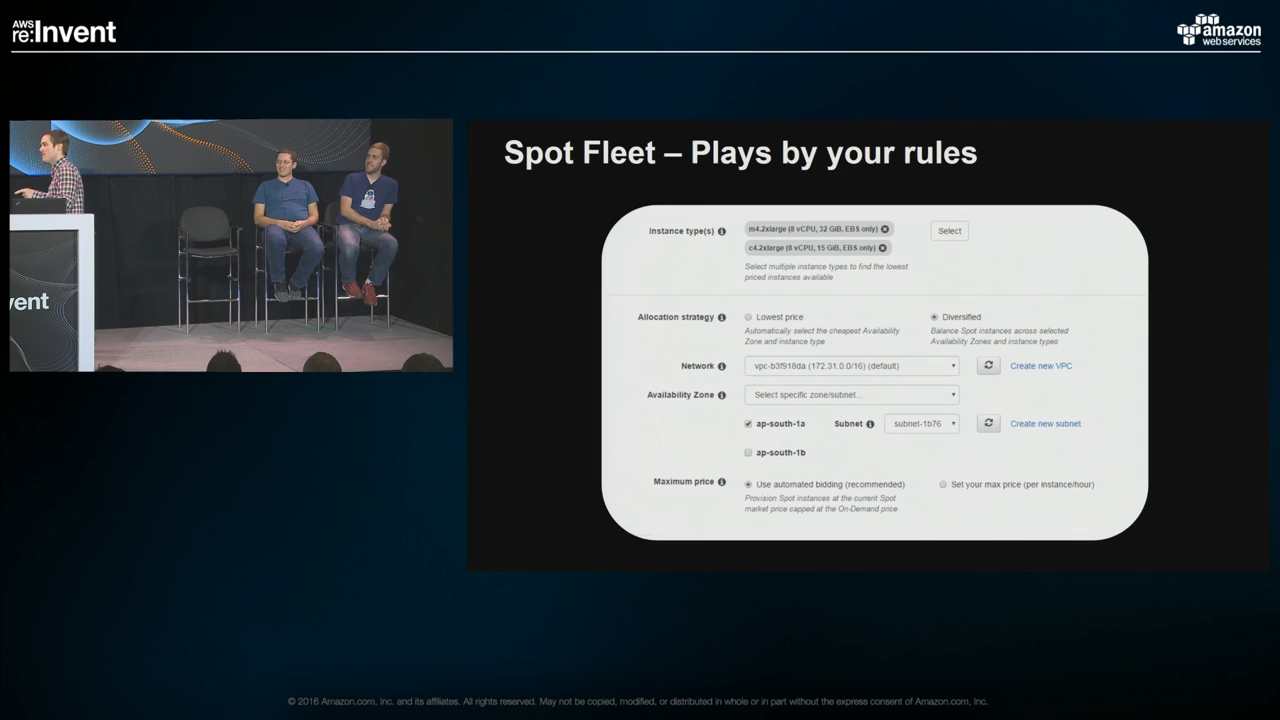 AWS
re:Invent
amazon
web services
Spot Fleet – Plays by your rules
Instance type(s)
m4.2xlarge (8 vCPU, 32 GiB, EBS only)
Select
c4.2xlarge (8 vCPU, 15 GiB, EBS only)
Select multiple instance types to find the lowest
priced instances available
Allocation strategy
Lowest price
Diversified
Automatically select the cheapest Availability
Zone and instance type
Balance Spot instances across selected
Availability Zones and instance types
Network
vpc-b3f918da (172.31.0.0/16) (default)
Create new VPC
Availability Zone
Select specific zone/subnet...
ap-south-1a
Subnet
subnet-1b76
Create new subnet
ap-south-1b
Maximum price
Use automated bidding (recommended)
Set your max price (per instance/hour)
Provision Spot instances at the current Spot
market price capped at the On-Demand price
vent
© 2016 Amazon.com, Inc. and its affiliates. All rights reserved. May not be copied, modified, or distributed in whole or in part without the express consent of Amazon.com, Inc.